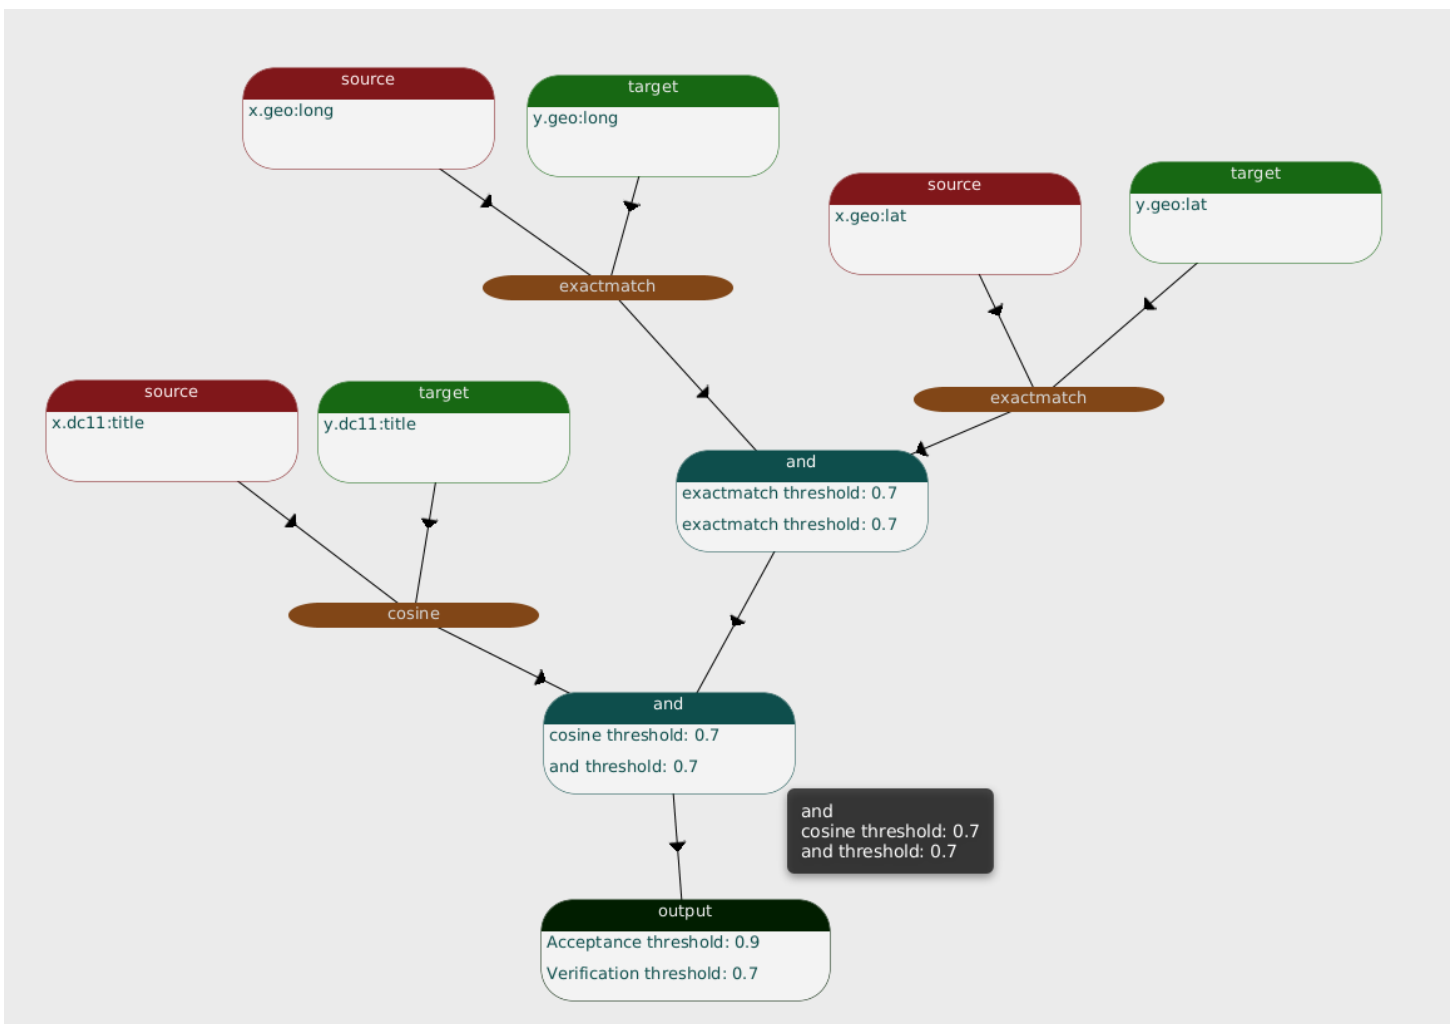 source
x.geo:long
target
y.geo:long
source
x.geo:lat
target
y.geo:lat
exactmatch
exactmatch
source
x.dc11:title
target
y.dc11:title
and
exactmatch threshold: 0.7
exactmatch threshold: 0.7
cosine
and
cosine threshold: 0.7
and threshold: 0.7
and
cosine threshold: 0.7
and threshold: 0.7
output
Acceptance threshold: 0.9
Verification threshold: 0.7